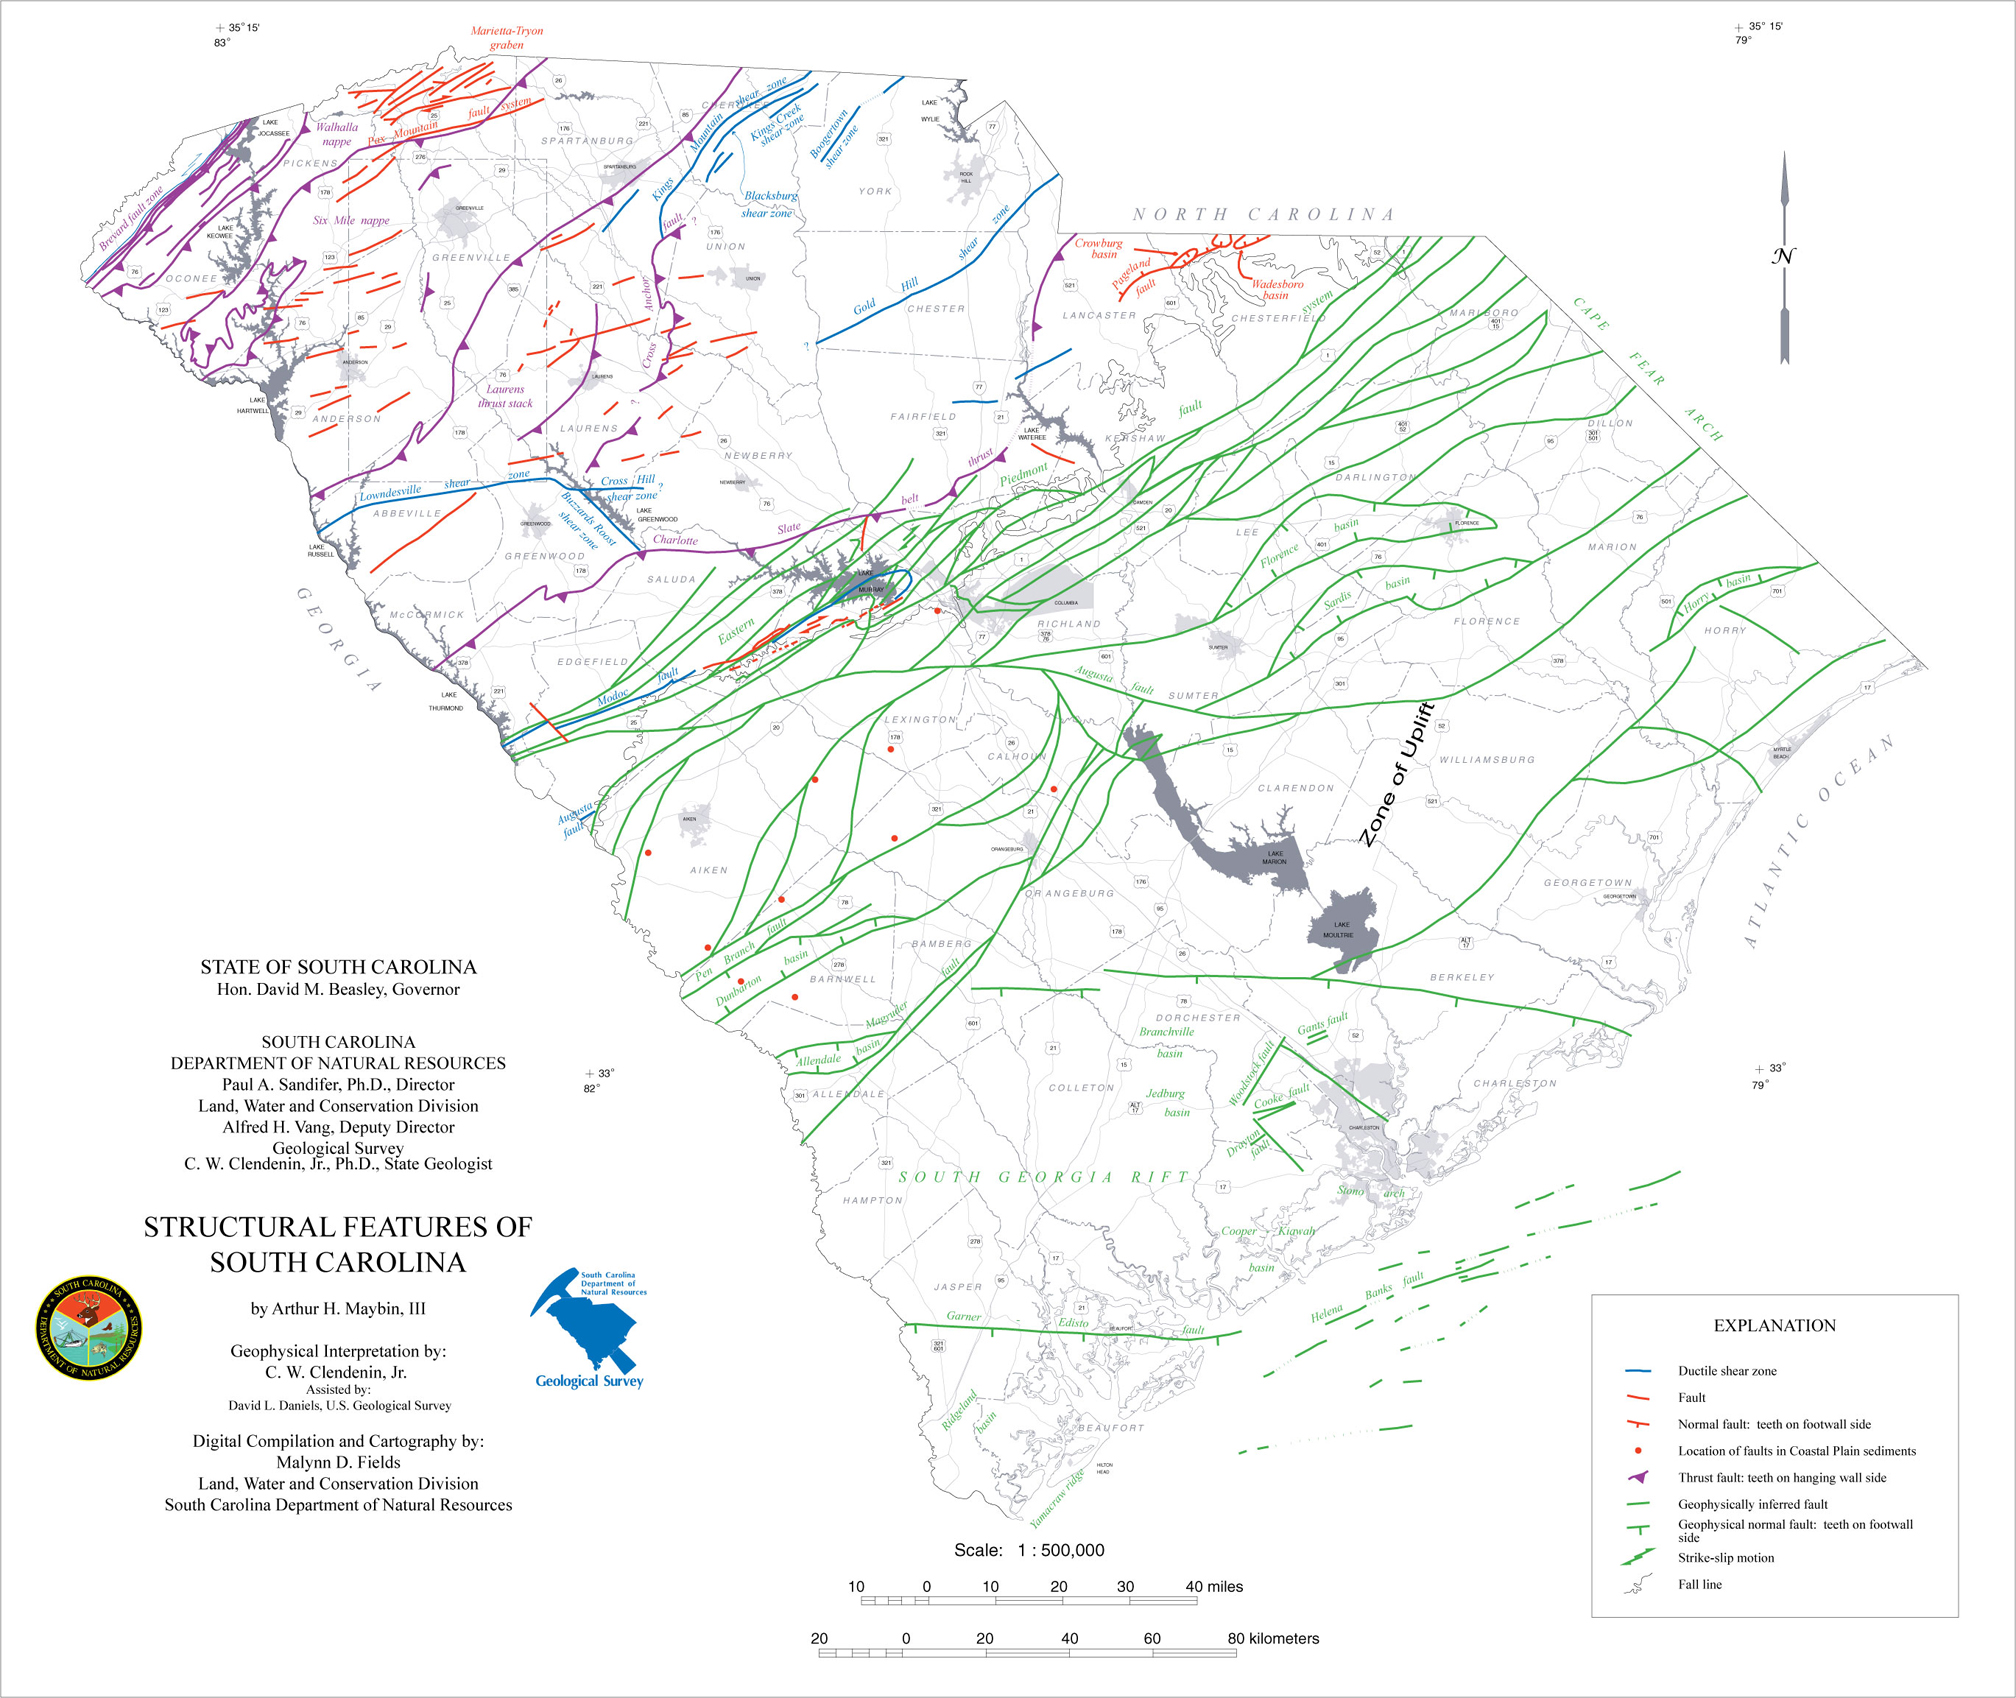 + 35° 15'
83°
Marietta-Tryon
graben
+ 35° 15'
79°
LAKE
JOCASSEE
Walhalla
nappe
Pax Mountain fault system
PICKENS
SPARTANBURG
SPARTANBURG
CHEROKEE
Kings Mountain shear zone
Kings Creek
shear zone
Boogertown
shear zone
LAKE
WYLIE
ROCK
HILL
YORK
Blacksburg
shear zone
Brevard fault zone
LAKE
KEOWEE
Six Mile nappe
GREENVILLE
GREENVILLE
OCONEE
UNION
UNION
Cross Anchor fault ?
Gold Hill shear zone
?
CHESTER
NORTH CAROLINA
Crowburg
basin
Pageland
fault
Wadesboro
basin
LANCASTER
CHESTERFIELD
MARLBORO
CAPE FEAR ARCH
N
ANDERSON
ANDERSON
LAKE
HARTWELL
Laurens
thrust stack
LAURENS
LAURENS
?
FAIRFIELD
LAKE
WATEREE
KERSHAW
CAMDEN
DILLON
DARLINGTON
NEWBERRY
NEWBERRY
Lowndesville shear zone
Cross Hill
shear zone ?
Buzzards Roost
shear zone
LAKE
GREENWOOD
ABBEVILLE
GREENWOOD
GREENWOOD
LAKE
RUSSELL
Charlotte Slate belt thrust
Eastern Piedmont fault system
LAKE
MURRAY
SALUDA
COLUMBIA
RICHLAND
LEE
Florence basin
FLORENCE
MARION
Sardis basin
FLORENCE
Horry basin
HORRY
GEORGIA
McCORMICK
EDGEFIELD
LAKE
THURMOND
Modoc fault
SUMTER
SUMTER
Augusta fault
LEXINGTON
CALHOUN
Zone of Uplift
WILLIAMSBURG
CLARENDON
MYRTLE
BEACH
ATLANTIC OCEAN
Augusta
fault
AIKEN
AIKEN
ORANGEBURG
ORANGEBURG
LAKE
MARION
LAKE
MOULTRIE
GEORGETOWN
GEORGETOWN
Pen Branch fault
Dunbarton basin
BARNWELL
BAMBERG
Magruder fault
Allendale basin
ALLENDALE
BERKELEY
DORCHESTER
Branchville
basin
Gants fault
Woodstock fault
Cooke fault
Drayton
fault
Jedburg
basin
COLLETON
CHARLESTON
CHARLESTON
+ 33°
82°
+ 33°
79°
SOUTH GEORGIA RIFT
HAMPTON
Stono arch
Cooper Kiawah
basin
JASPER
Helena Banks fault
Garner Edisto fault
BEAUFORT
Ridgeland
basin
BEAUFORT
HILTON
HEAD
Yamacraw ridge
STATE OF SOUTH CAROLINA
Hon. David M. Beasley, Governor
SOUTH CAROLINA
DEPARTMENT OF NATURAL RESOURCES
Paul A. Sandifer, Ph.D., Director
Land, Water and Conservation Division
Alfred H. Vang, Deputy Director
Geological Survey
C. W. Clendenin, Jr., Ph.D., State Geologist
STRUCTURAL FEATURES OF
SOUTH CAROLINA
by Arthur H. Maybin, III
Geophysical Interpretation by:
C. W. Clendenin, Jr.
Assisted by:
David L. Daniels, U.S. Geological Survey
Digital Compilation and Cartography by:
Malynn D. Fields
Land, Water and Conservation Division
South Carolina Department of Natural Resources
SOUTH CAROLINA
DEPARTMENT OF NATURAL RESOURCES
South Carolina
Department of
Natural Resources
Geological Survey
EXPLANATION
Ductile shear zone
Fault
Normal fault: teeth on footwall side
Location of faults in Coastal Plain sediments
Thrust fault: teeth on hanging wall side
Geophysically inferred fault
Geophysical normal fault: teeth on footwall
side
Strike-slip motion
Fall line
Scale: 1 : 500,000
10 0 10 20 30 40 miles
20 0 20 40 60 80 kilometers